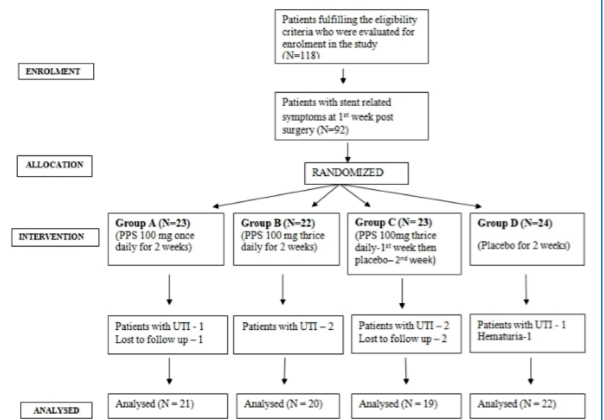 Patients fulfilling the eligibility
criteria who were evaluated for
enrolment in the study
(N=118)
ENROLMENT
Patients with stent related
symptoms at 1st week post
surgery (N=92)
ALLOCATION
RANDOMIZED
INTERVENTION
Group A (N=23)
(PPS 100 mg once
daily for 2 weeks)
Group B (N=22)
(PPS 100 mg thrice
daily for 2 weeks)
Group C (N= 23)
(PPS 100mg thrice
daily-1st week then
placebo– 2nd week)
Group D (N=24)
(Placebo for 2 weeks)
Patients with UTI - 1
Lost to follow up – 1
Patients with UTI – 2
Patients with UTI – 2
Lost to follow up – 2
Patients with UTI - 1
Hematuria-1
ANALYSED
Analysed (N = 21)
Analysed (N = 20)
Analysed (N = 19)
Analysed (N = 22)